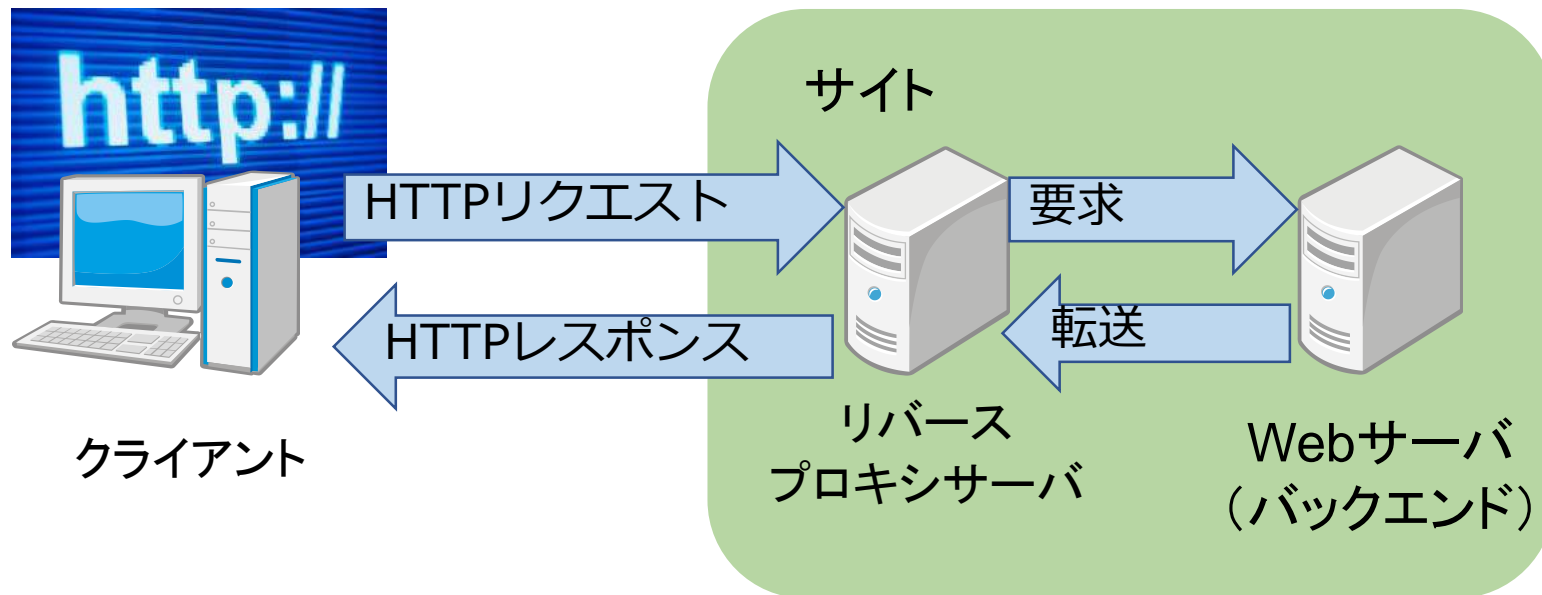 http://
サイト
HTTPリクエスト
要求
HTTPレスポンス
転送
クライアント
リバース
プロキシサーバ
Webサーバ
（バックエンド）